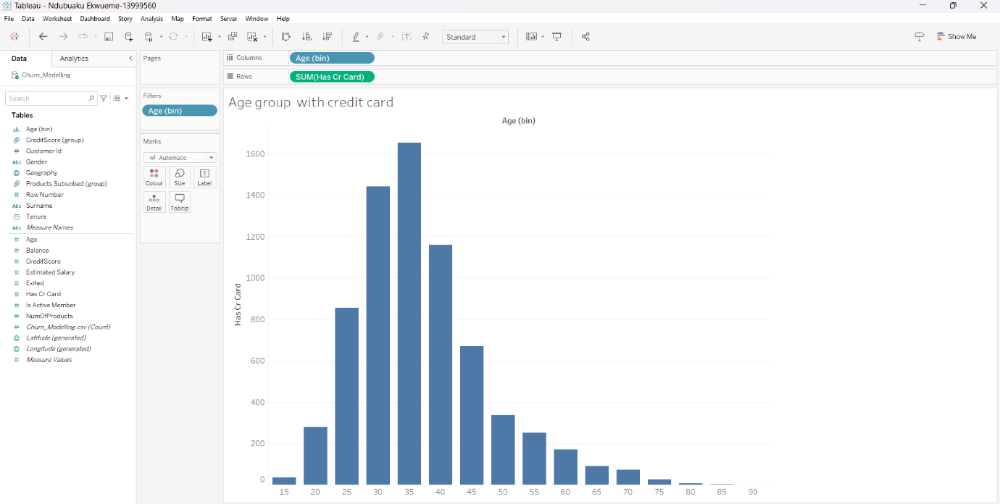 Tableau - Ndubuaku Ekwueme-13999560
File Data Worksheet Dashboard Story Analysis Map Format Server Window Help
Standard
Show Me
Data Analytics
Churn_Modelling
Search
Tables
Age (bin)
CreditScore (group)
Customer Id
Abc Gender
Geography
Products Subscibed (group)
Row Number
Abc Surname
Tenure
Abc Measure Names
Age
Balance
CreditScore
Estimated Salary
Exited
Has Cr Card
Is Active Member
NumOfProducts
Churn_Modelling.csv (Count)
Latitude (generated)
Longitude (generated)
Measure Values
Pages
Filters
Age (bin)
Marks
Automatic
Colour Size Label
Detail Tooltip
Columns Age (bin)
Rows SUM(Has Cr Card)
Age group  with credit card
Age (bin)
Has Cr Card
1600
1400
1200
1000
800
600
400
200
0
15 20 25 30 35 40 45 50 55 60 65 70 75 80 85 90